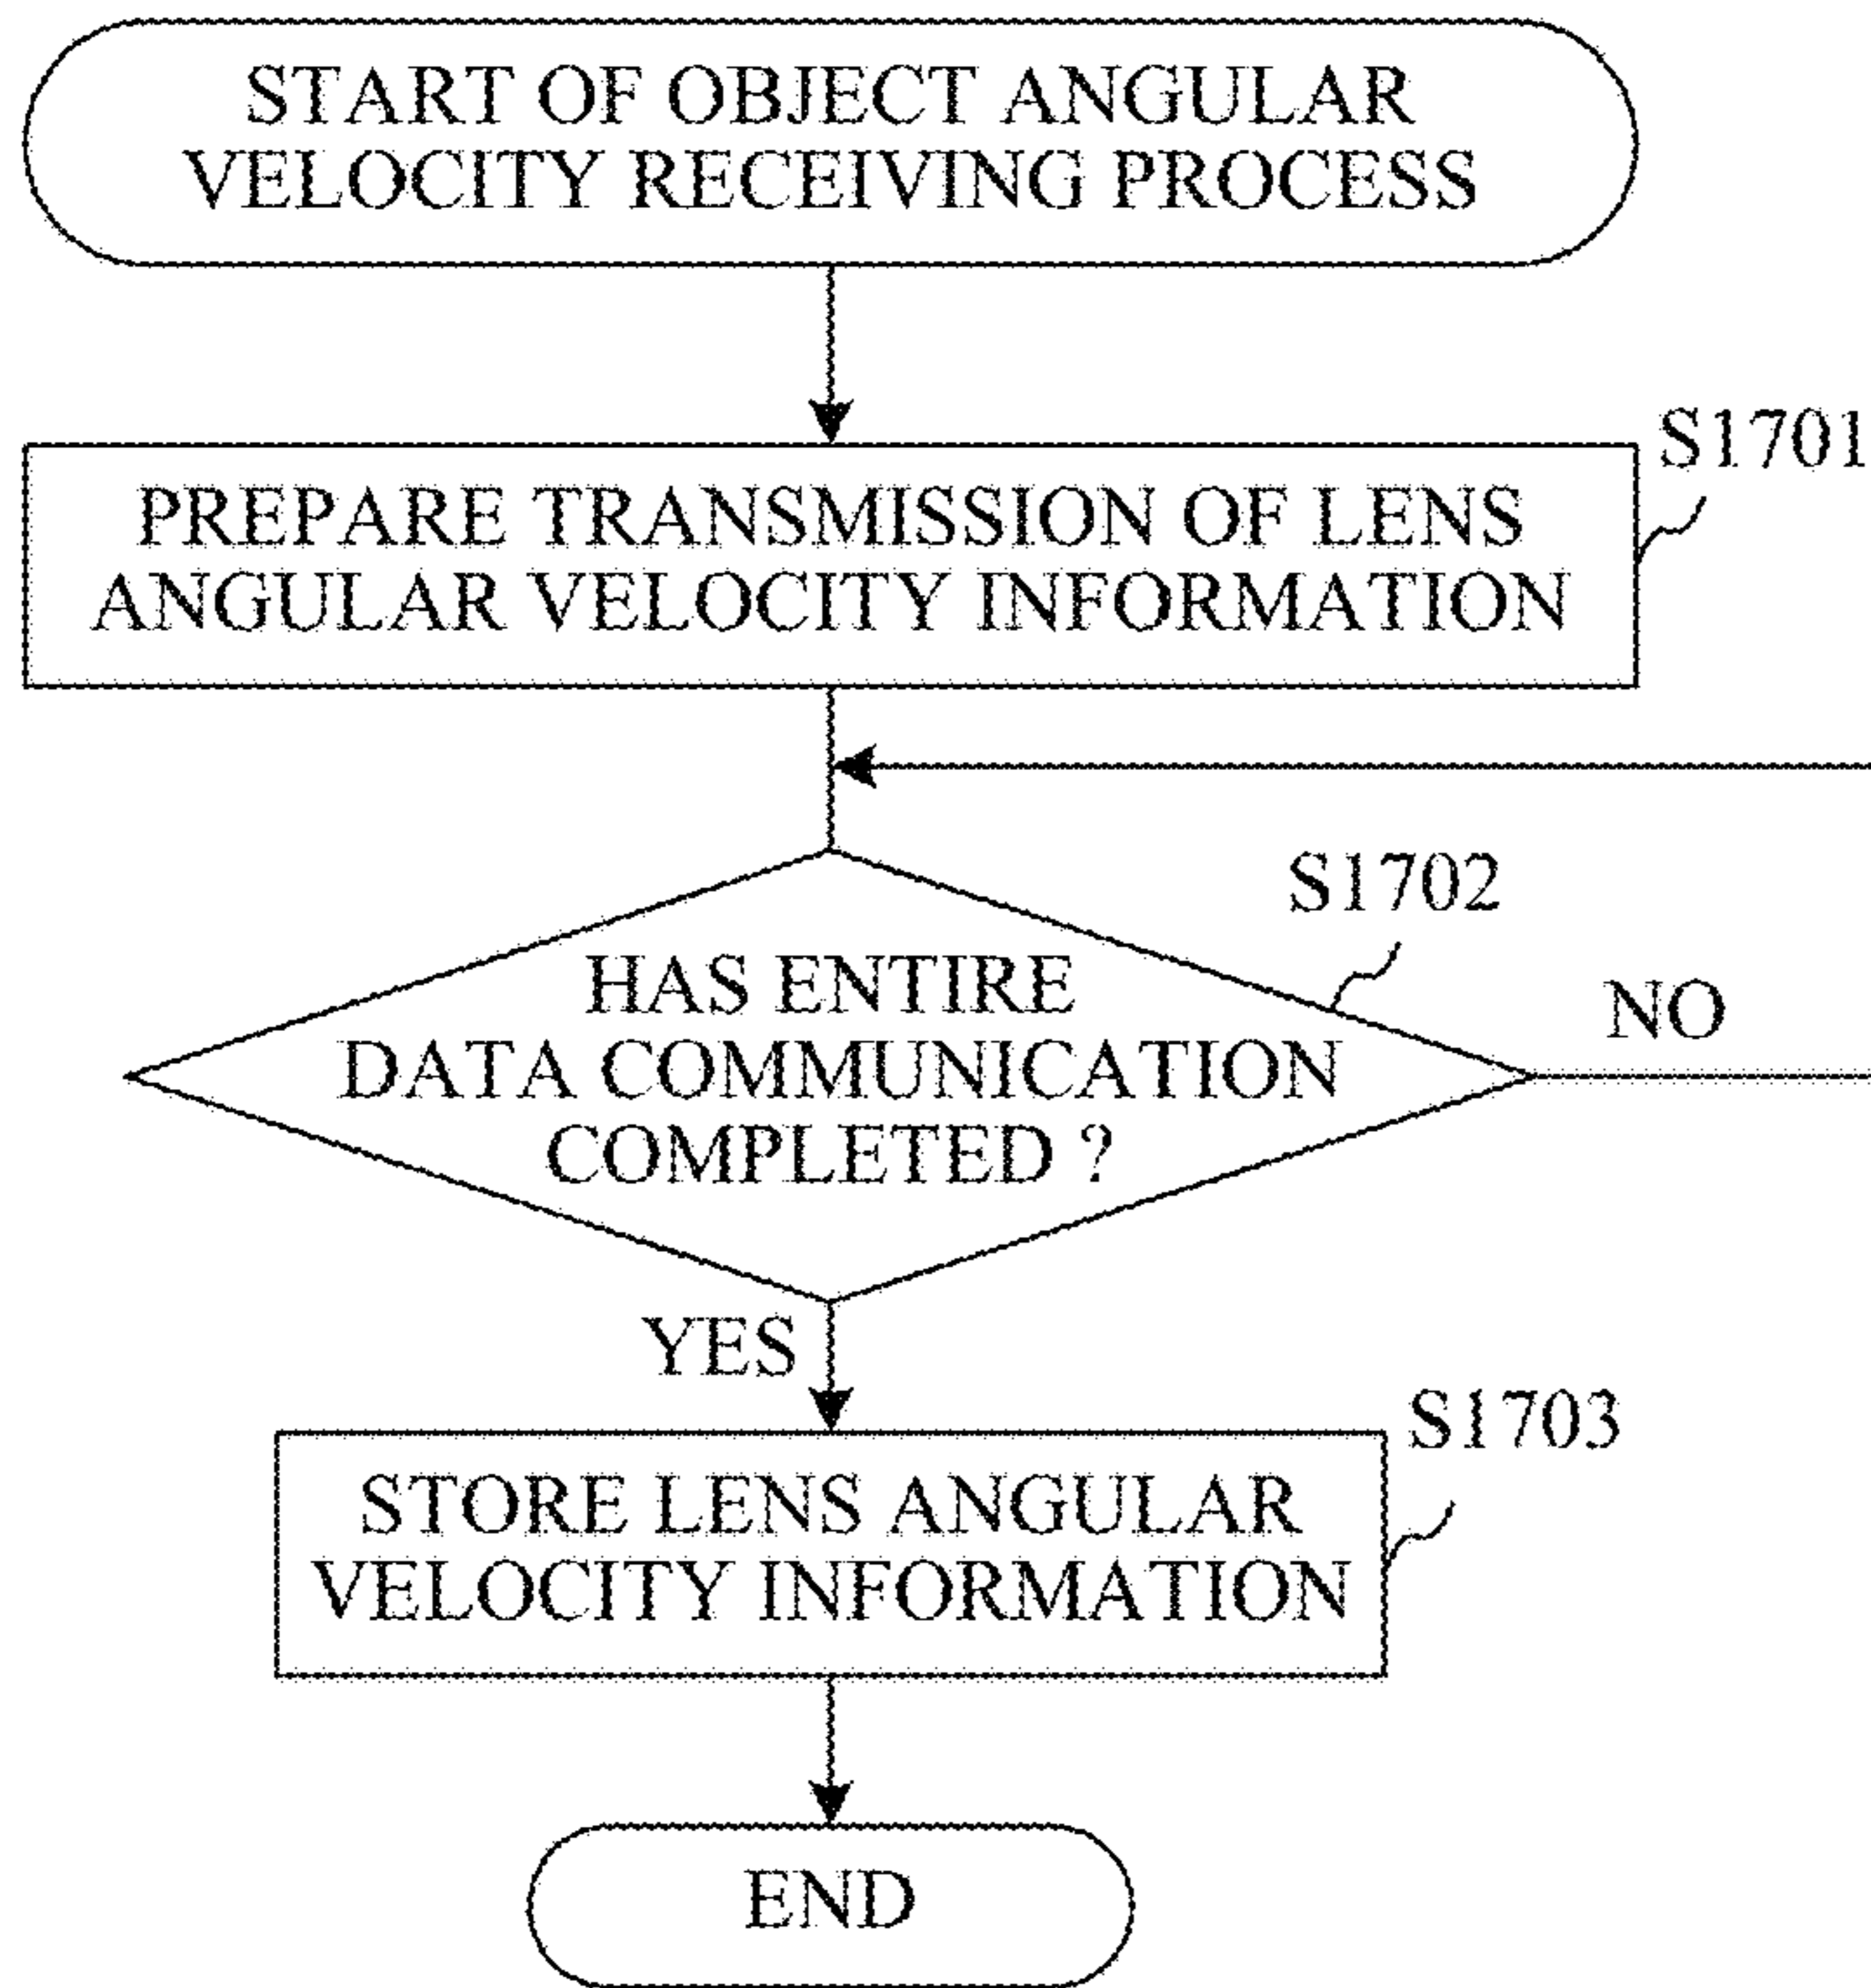 START OF OBJECT ANGULAR
VELOCITY RECEIVING PROCESS
S1701
PREPARE TRANSMISSION OF LENS
ANGULAR VELOCITY INFORMATION
S1702
HAS ENTIRE
DATA COMMUNICATION
COMPLETED ?
NO
YES
S1703
STORE LENS ANGULAR
VELOCITY INFORMATION
END